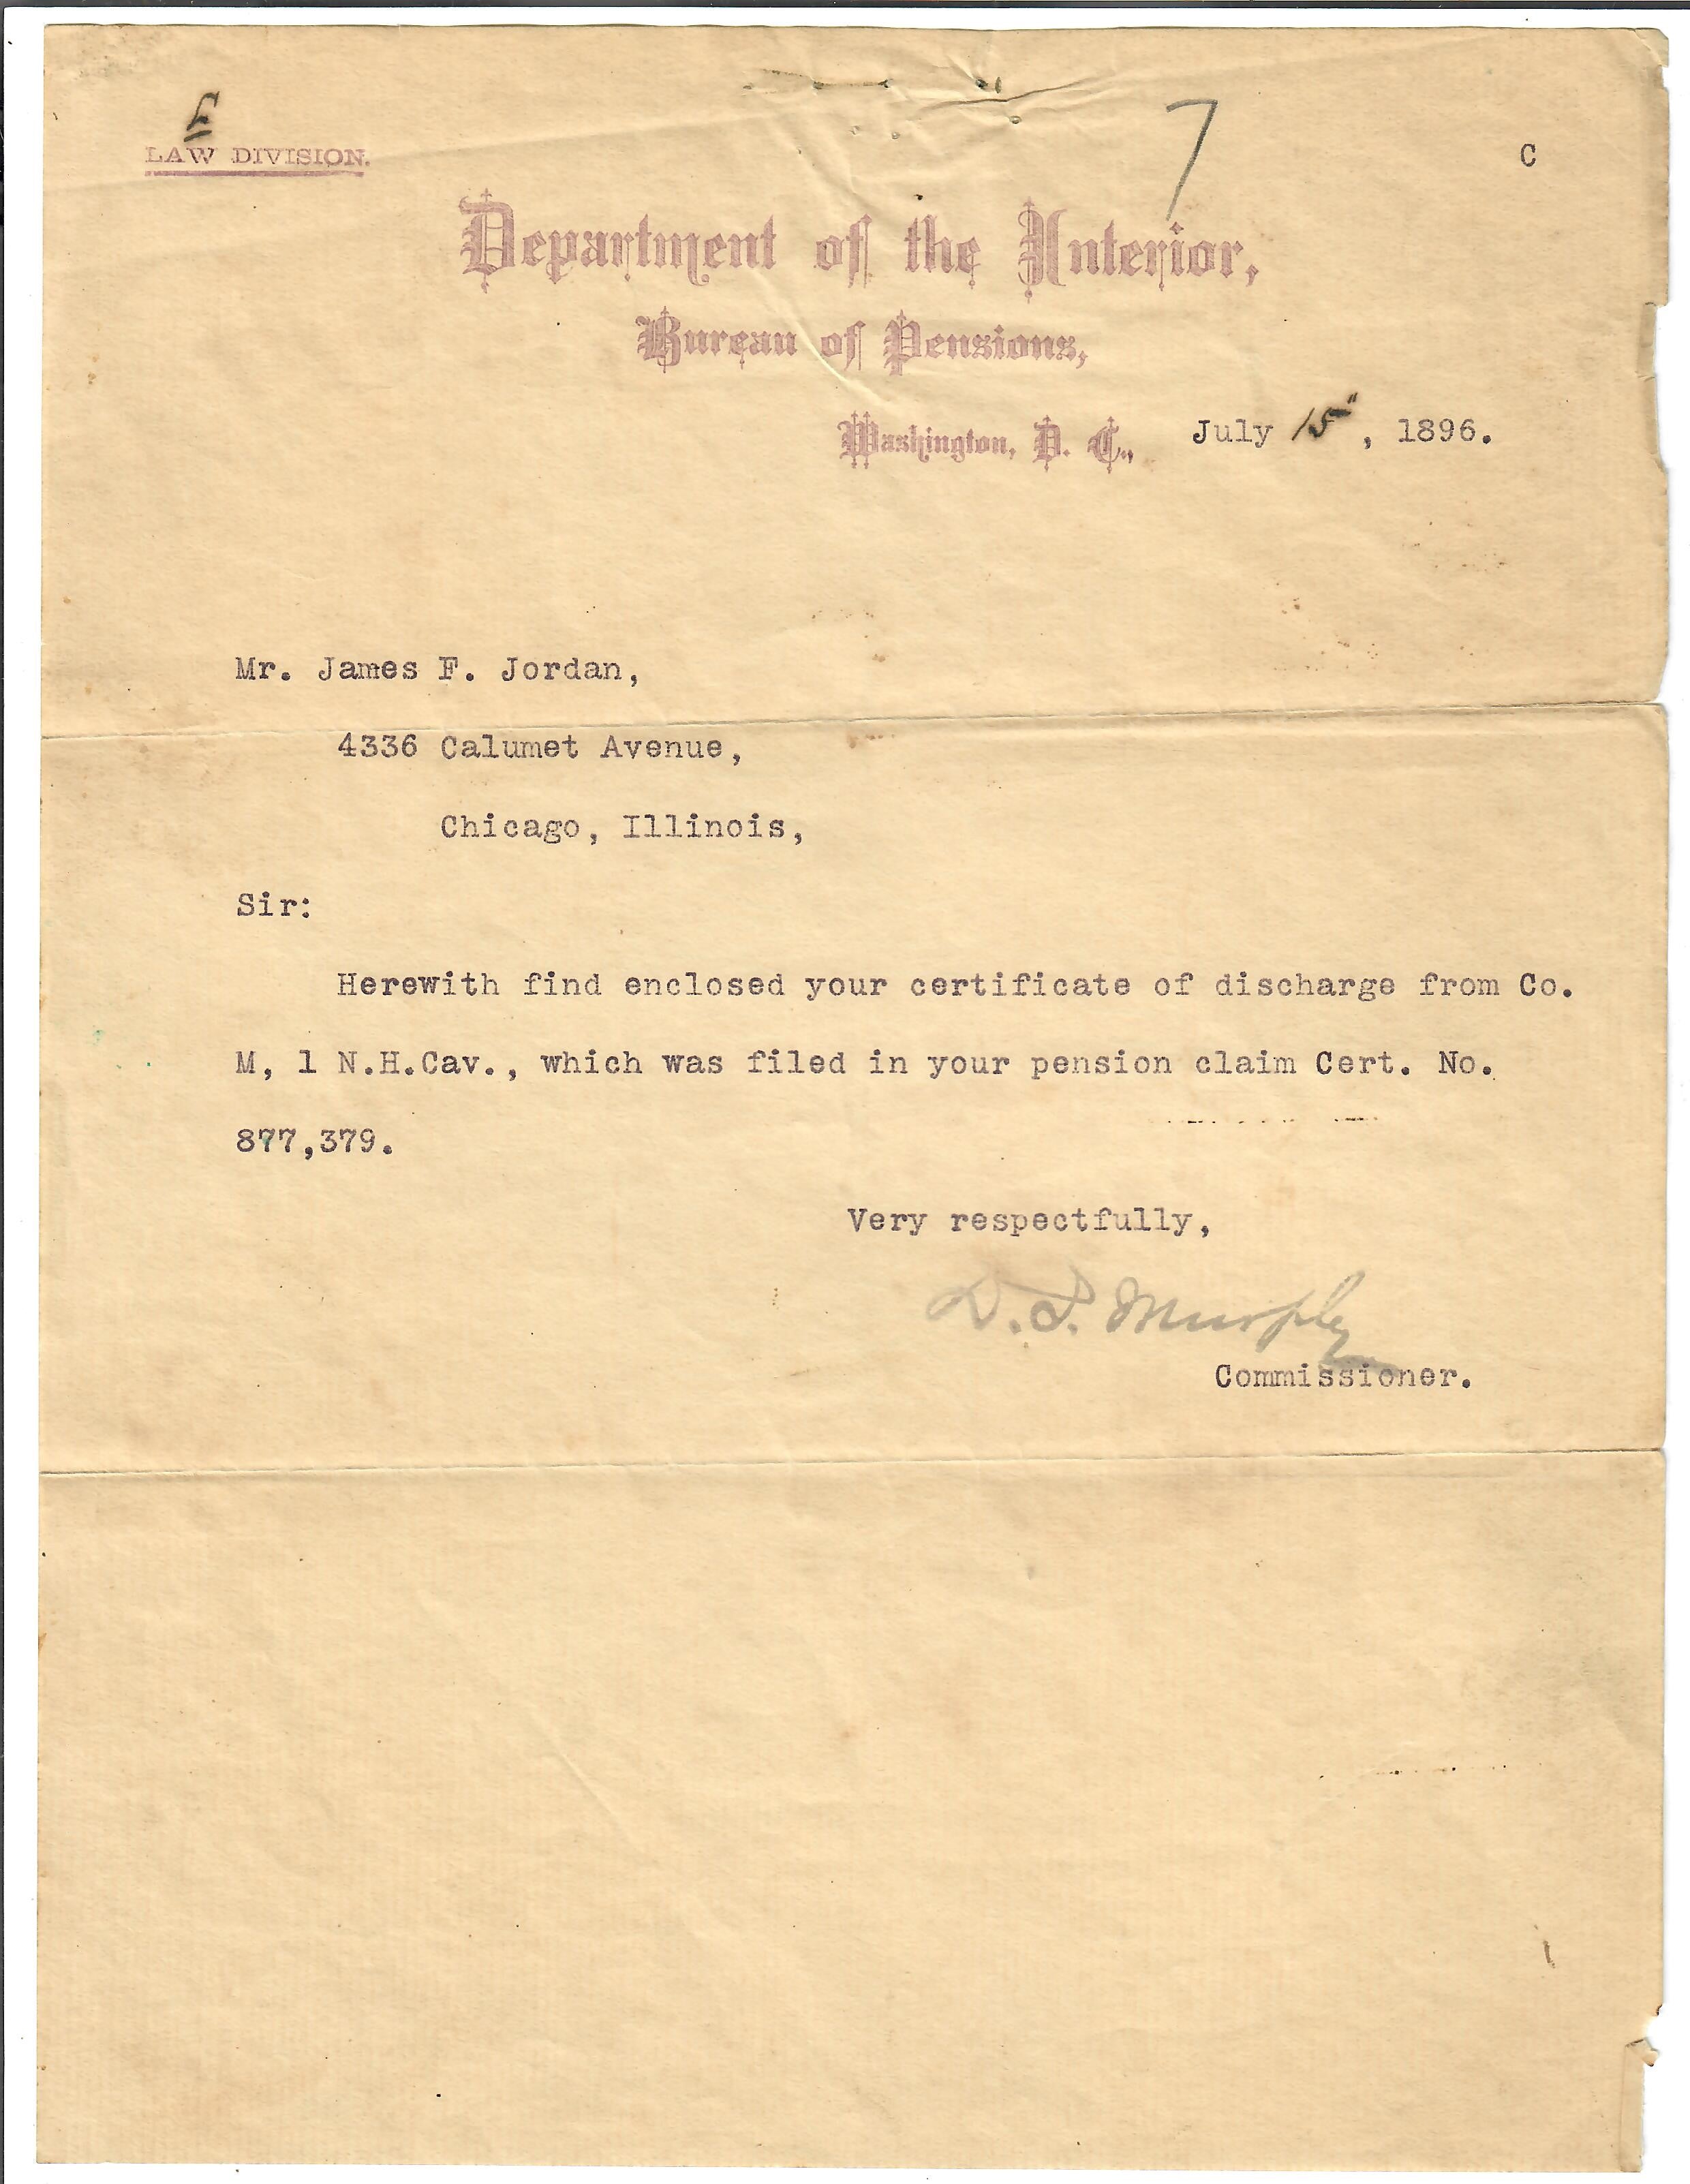 LAW DIVISION.
7
C
Department of the Interior,
Bureau of Pensions,
Washington, D. C., July 15", 1896.
Mr. James F. Jordan,
4336 Calumet Avenue,
Chicago, Illinois,
Sir:
Herewith find enclosed your certificate of discharge from Co.
M, 1 N.H.Cav., which was filed in your pension claim Cert. No.
877,379.
Very respectfully,
D. I. Murphy
Commissioner.